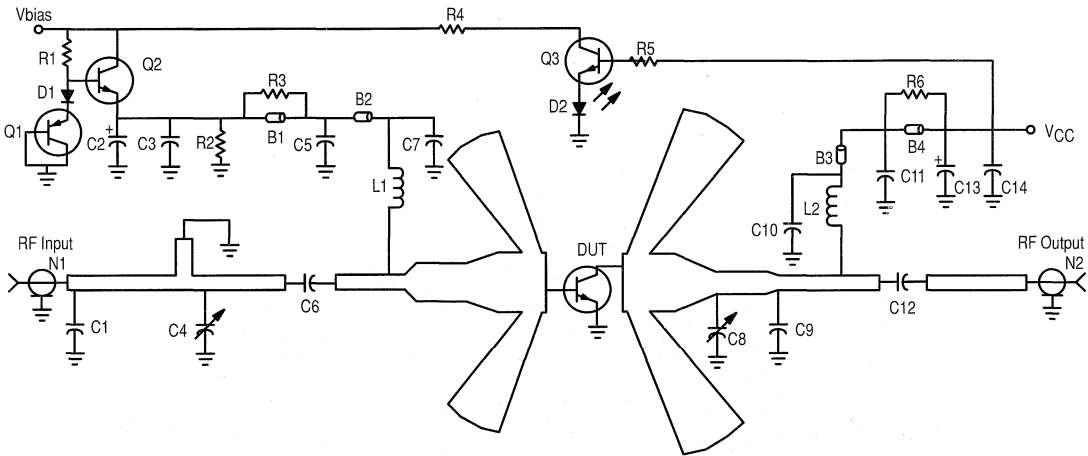 Vbias
R4
R1
Q2
Q3
R5
D1
R3
B2
D2
R6
Q1
C2
+
C3
R2
B1
C5
C7
B3
B4
VCC
L1
C11
+
C13
C14
C10
L2
RF Input
N1
DUT
RF Output
N2
C1
C4
C6
C8
C9
C12